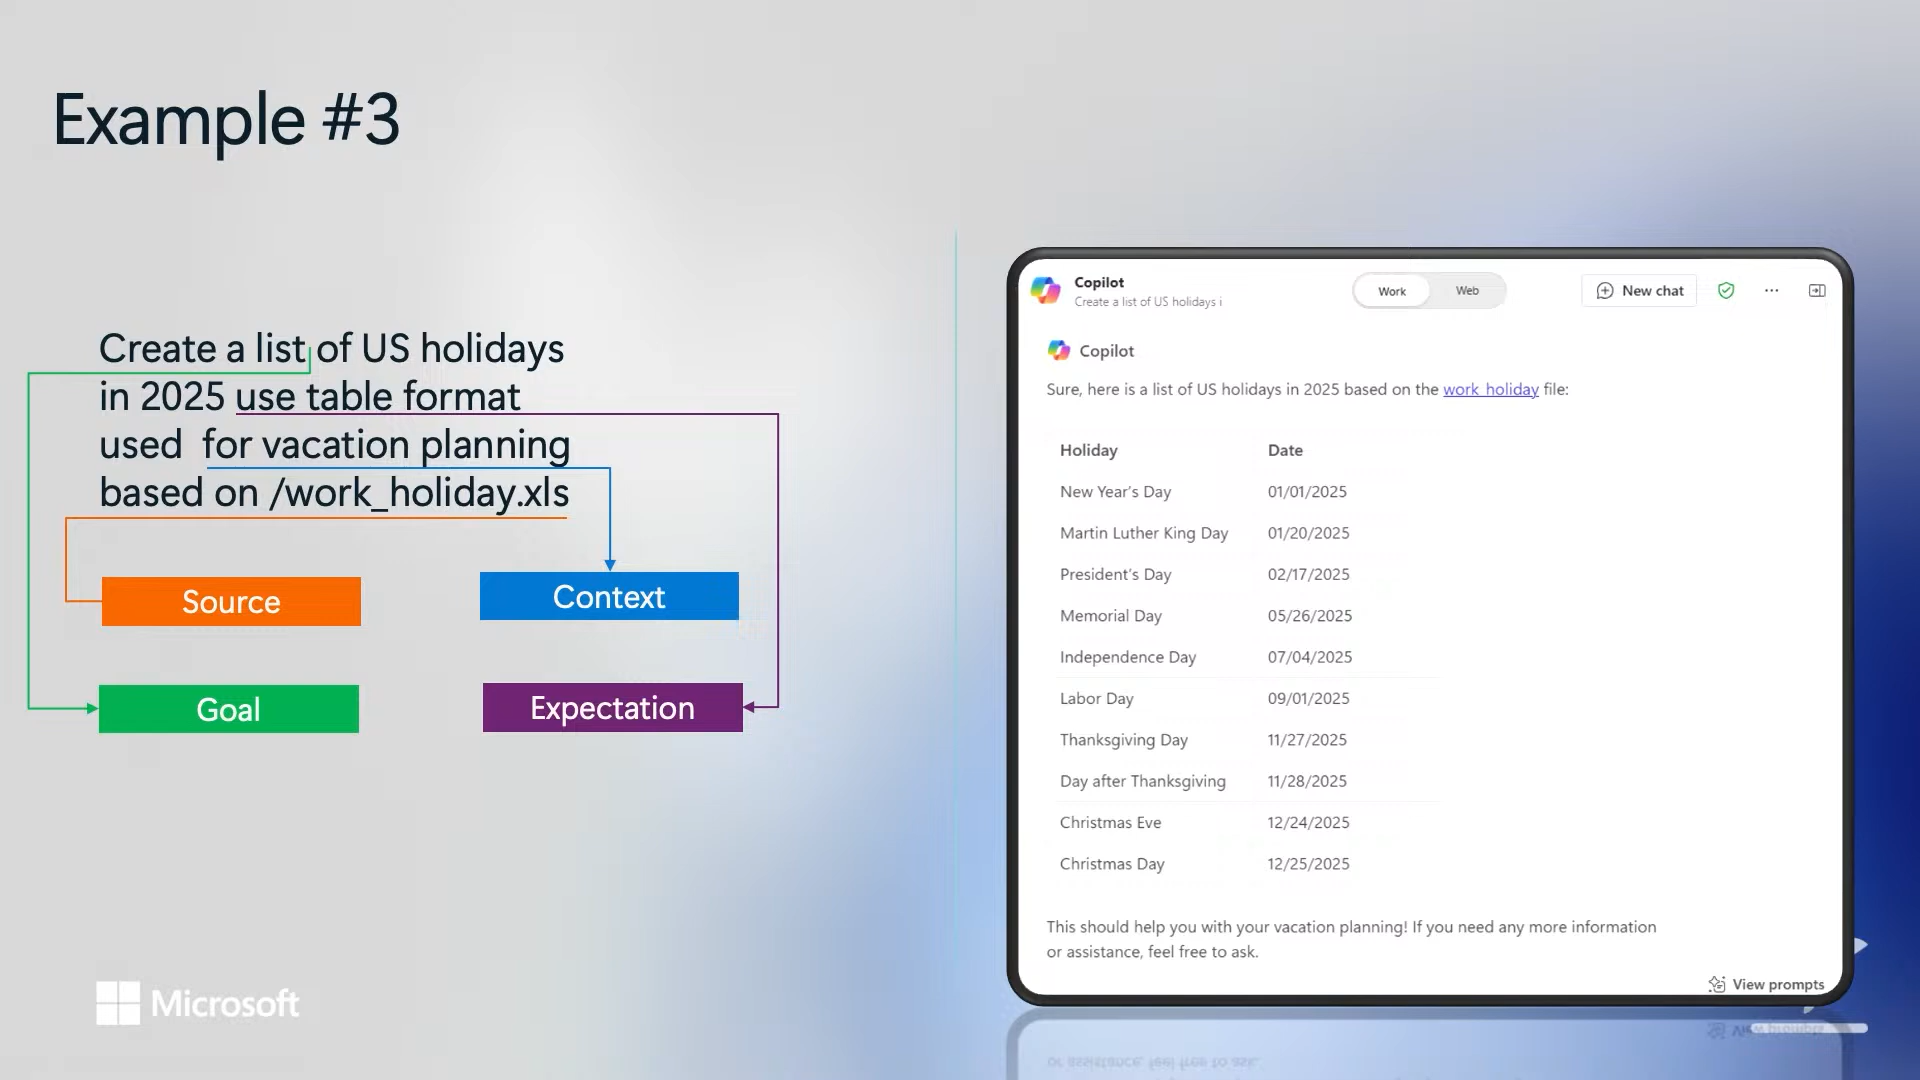 Example #3
Create a list of US holidays
in 2025 use table format
used for vacation planning
based on /work_holiday.xls
Source
Context
Goal
Expectation
Microsoft
Copilot
Create a list of US holidays i
Work
Web
New chat
Copilot
Sure, here is a list of US holidays in 2025 based on the work_holiday file:
Holiday Date
New Year's Day 01/01/2025
Martin Luther King Day 01/20/2025
President's Day 02/17/2025
Memorial Day 05/26/2025
Independence Day 07/04/2025
Labor Day 09/01/2025
Thanksgiving Day 11/27/2025
Day after Thanksgiving 11/28/2025
Christmas Eve 12/24/2025
Christmas Day 12/25/2025
This should help you with your vacation planning! If you need any more information
or assistance, feel free to ask.
View prompts